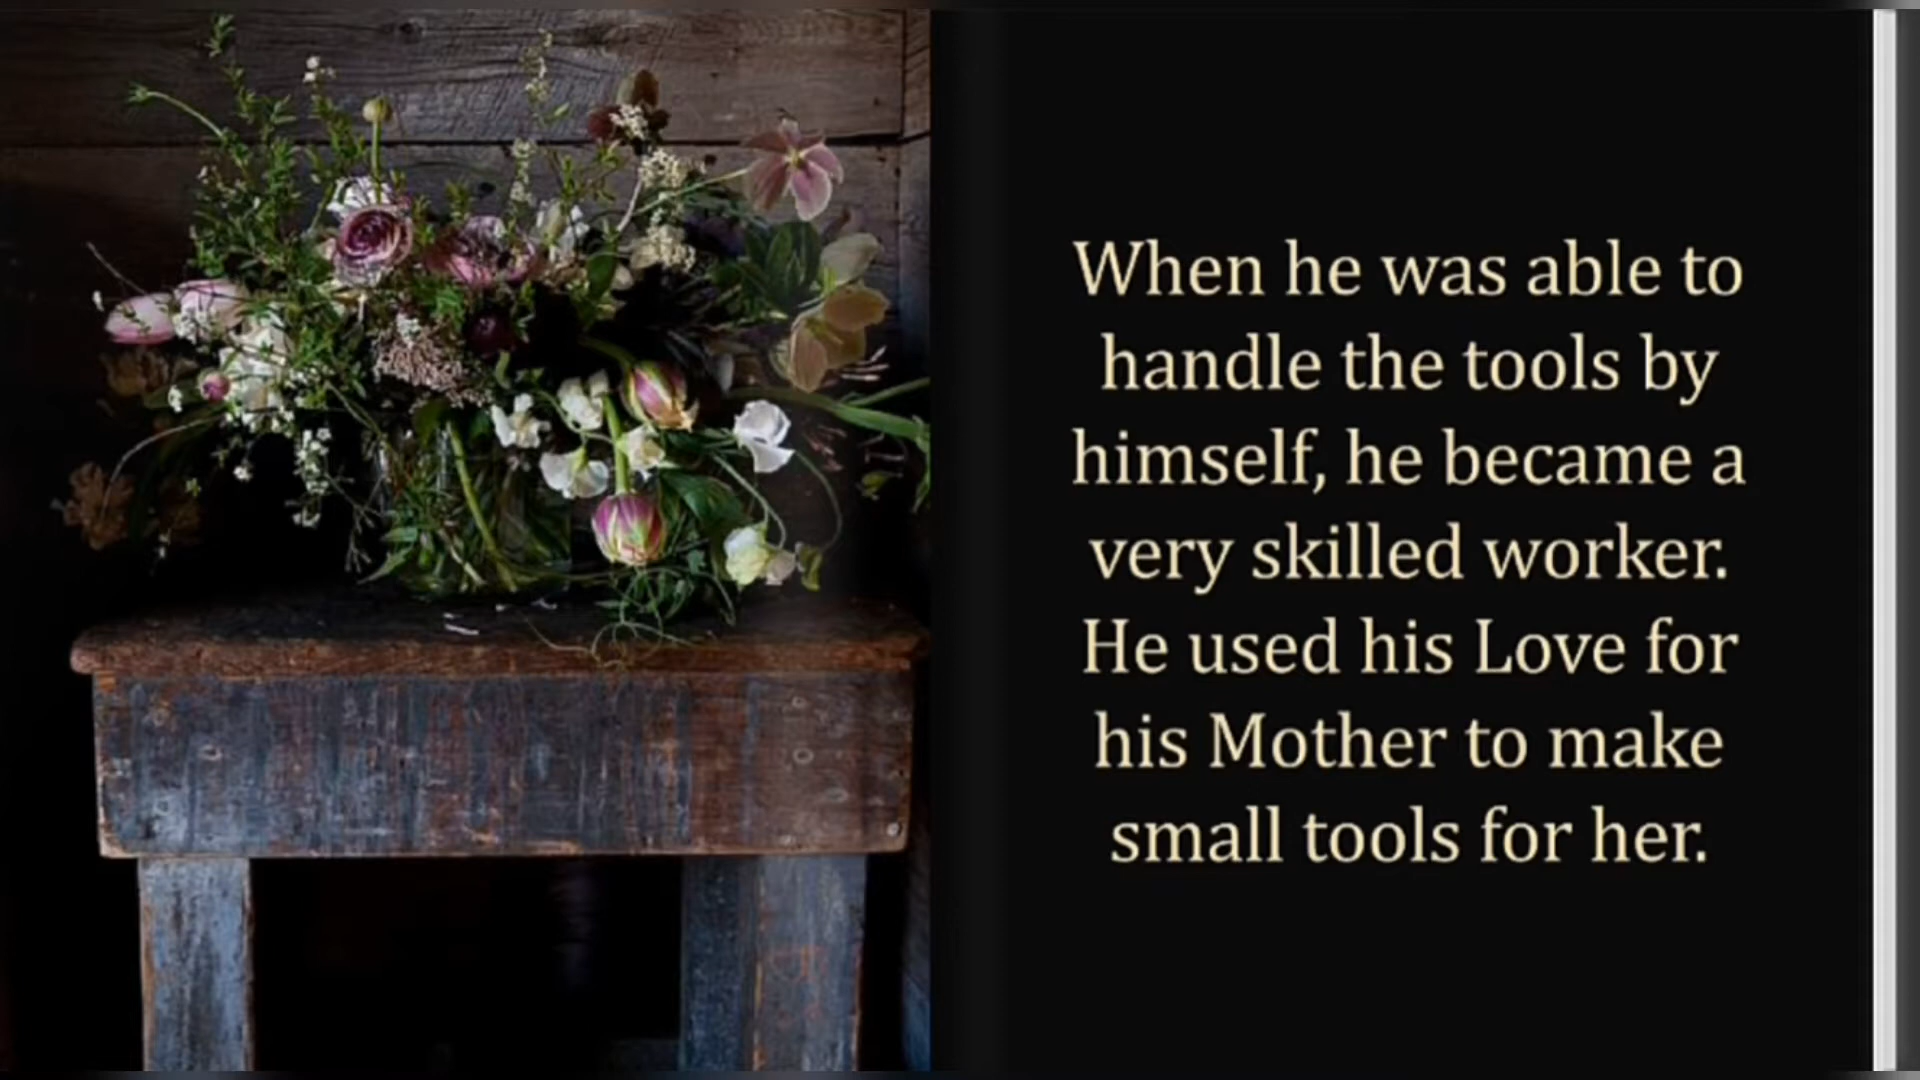 When he was able to
handle the tools by
himself, he became a
very skilled worker.
He used his Love for
his Mother to make
small tools for her.